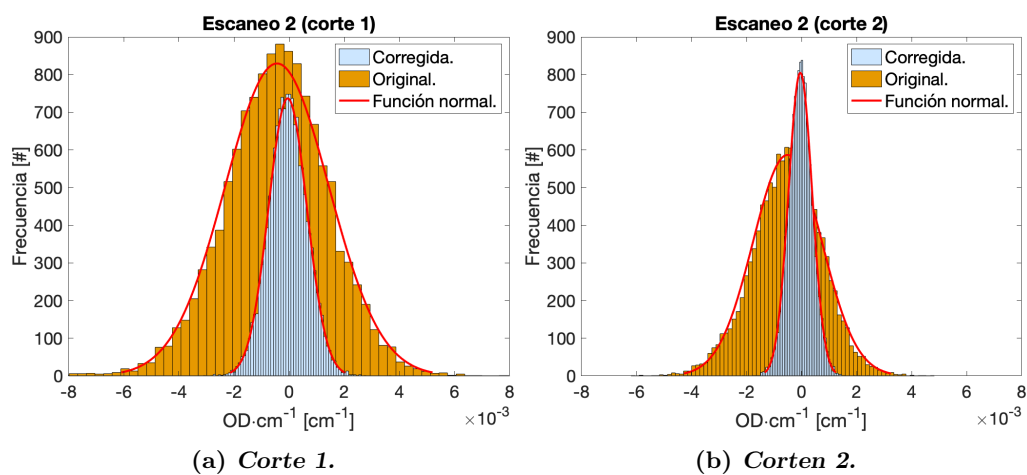 Escaneo 2 (corte 1)
900
800
700
600
500
400
300
200
100
0
Frecuencia [#]
Corregida.
Original.
Función normal.
-8 -6 -4 -2 0 2 4 6 8
OD·cm⁻¹ [cm⁻¹]
×10⁻³
(a) Corte 1.
Escaneo 2 (corte 2)
900
800
700
600
500
400
300
200
100
0
Frecuencia [#]
Corregida.
Original.
Función normal.
-8 -6 -4 -2 0 2 4 6 8
OD·cm⁻¹ [cm⁻¹]
×10⁻³
(b) Corten 2.